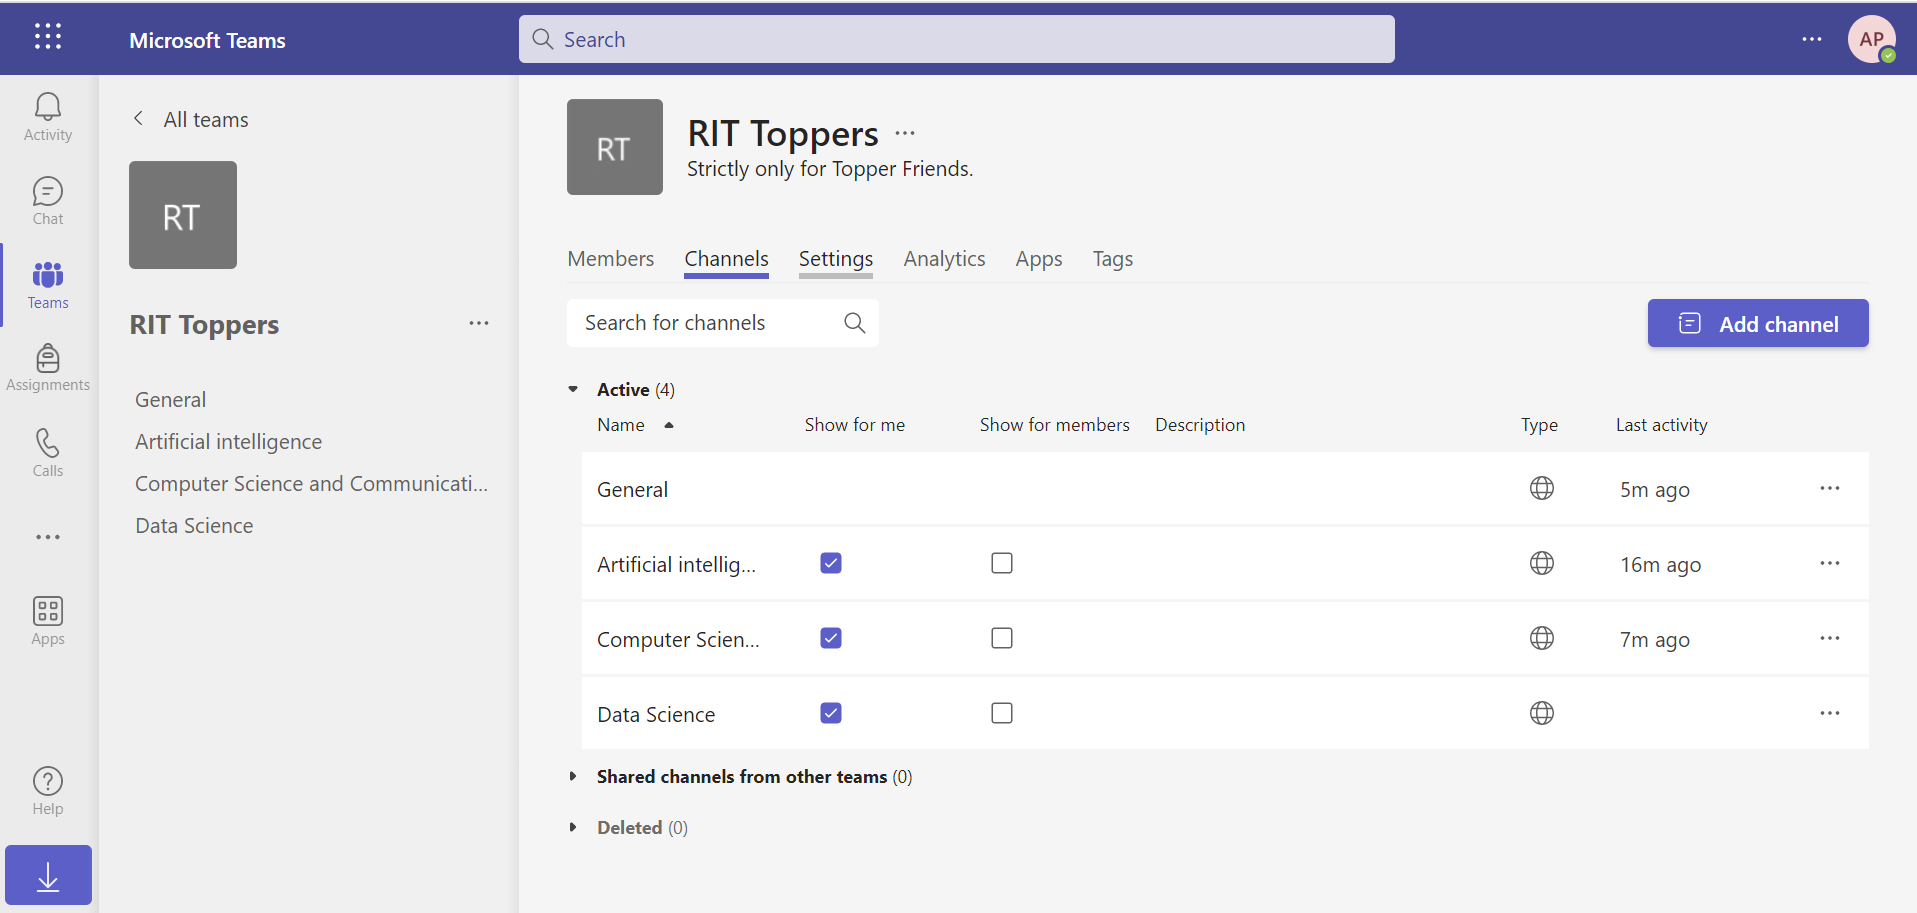 Microsoft Teams
Search
AP
Activity
Chat
Teams
Assignments
Calls
Apps
Help
All teams
RT
RIT Toppers
General
Artificial intelligence
Computer Science and Communicati...
Data Science
RT
RIT Toppers
Strictly only for Topper Friends.
Members Channels Settings Analytics Apps Tags
Search for channels
Add channel
Active (4)
Name Show for me Show for members Description Type Last activity
General 5m ago
Artificial intellig... 16m ago
Computer Scien... 7m ago
Data Science
Shared channels from other teams (0)
Deleted (0)